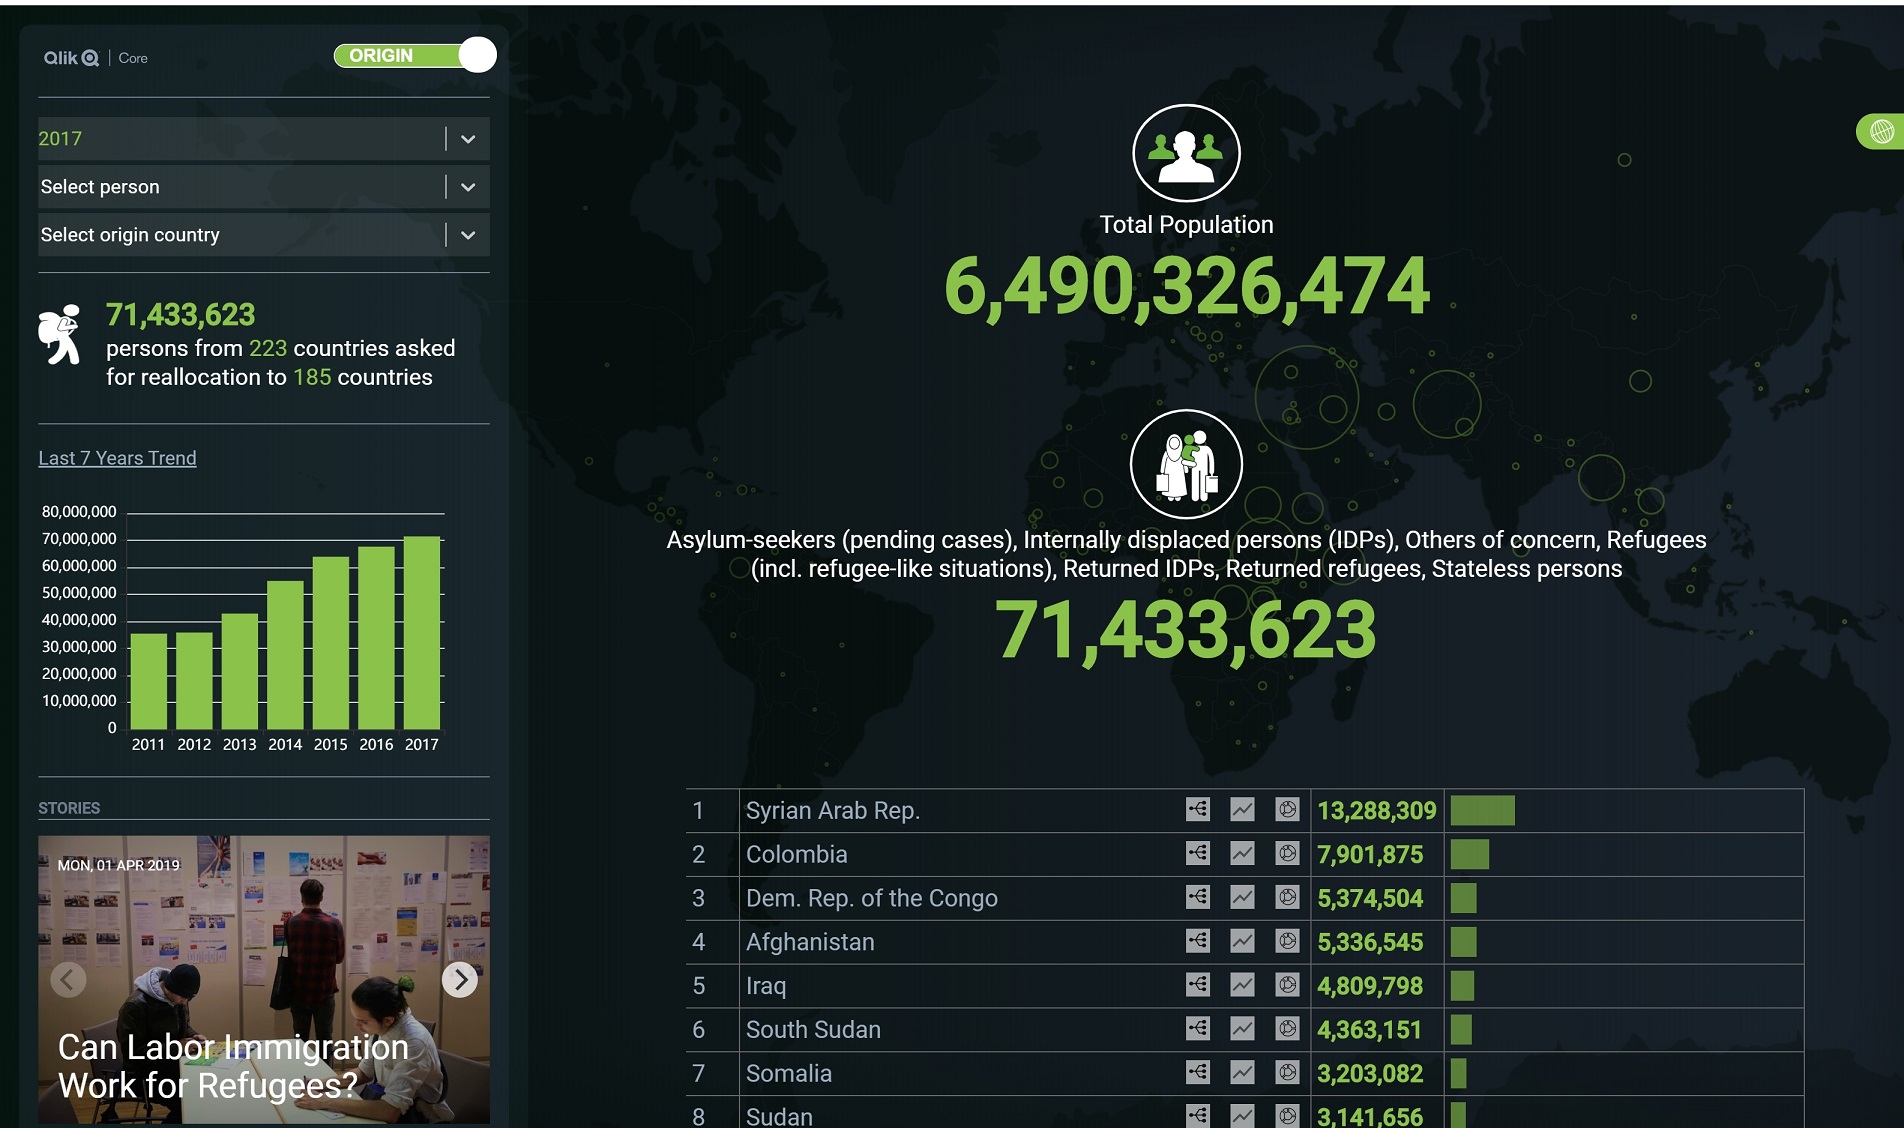 Qlik Q | Core
ORIGIN
2017
Select person
Select origin country
71,433,623
persons from 223 countries asked
for reallocation to 185 countries
Last 7 Years Trend
80,000,000
70,000,000
60,000,000
50,000,000
40,000,000
30,000,000
20,000,000
10,000,000
0
2011 2012 2013 2014 2015 2016 2017
STORIES
MON, 01 APR 2019
Can Labor Immigration
Work for Refugees?
Total Population
6,490,326,474
Asylum-seekers (pending cases), Internally displaced persons (IDPs), Others of concern, Refugees
(incl. refugee-like situations), Returned IDPs, Returned refugees, Stateless persons
71,433,623
1 Syrian Arab Rep. 13,288,309
2 Colombia 7,901,875
3 Dem. Rep. of the Congo 5,374,504
4 Afghanistan 5,336,545
5 Iraq 4,809,798
6 South Sudan 4,363,151
7 Somalia 3,203,082
8 Sudan 3,141,656